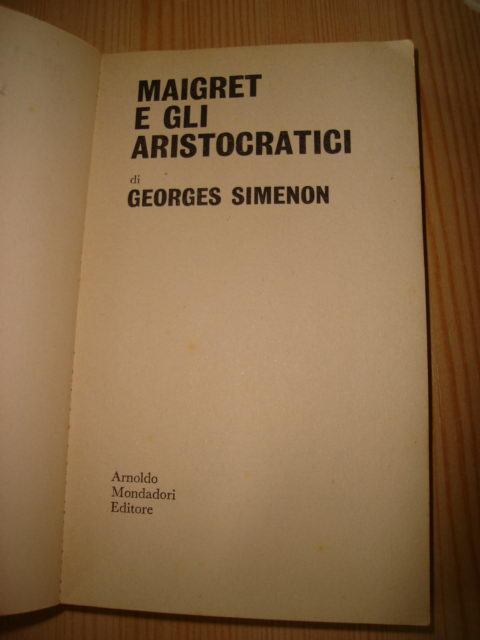 MAIGRET
E GLI
ARISTOCRATICI
di
GEORGES SIMENON
Arnoldo
Mondadori
Editore